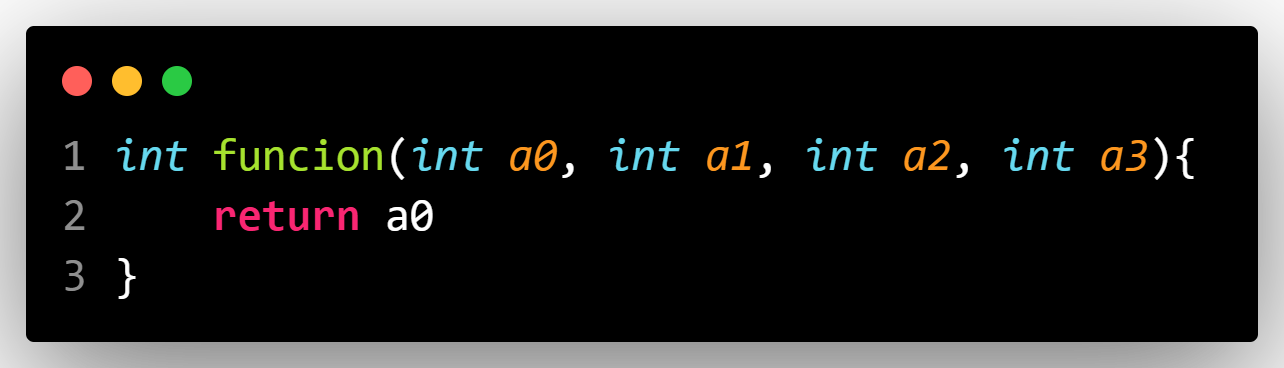 1 int funcion(int a0, int a1, int a2, int a3){
2     return a0
3 }